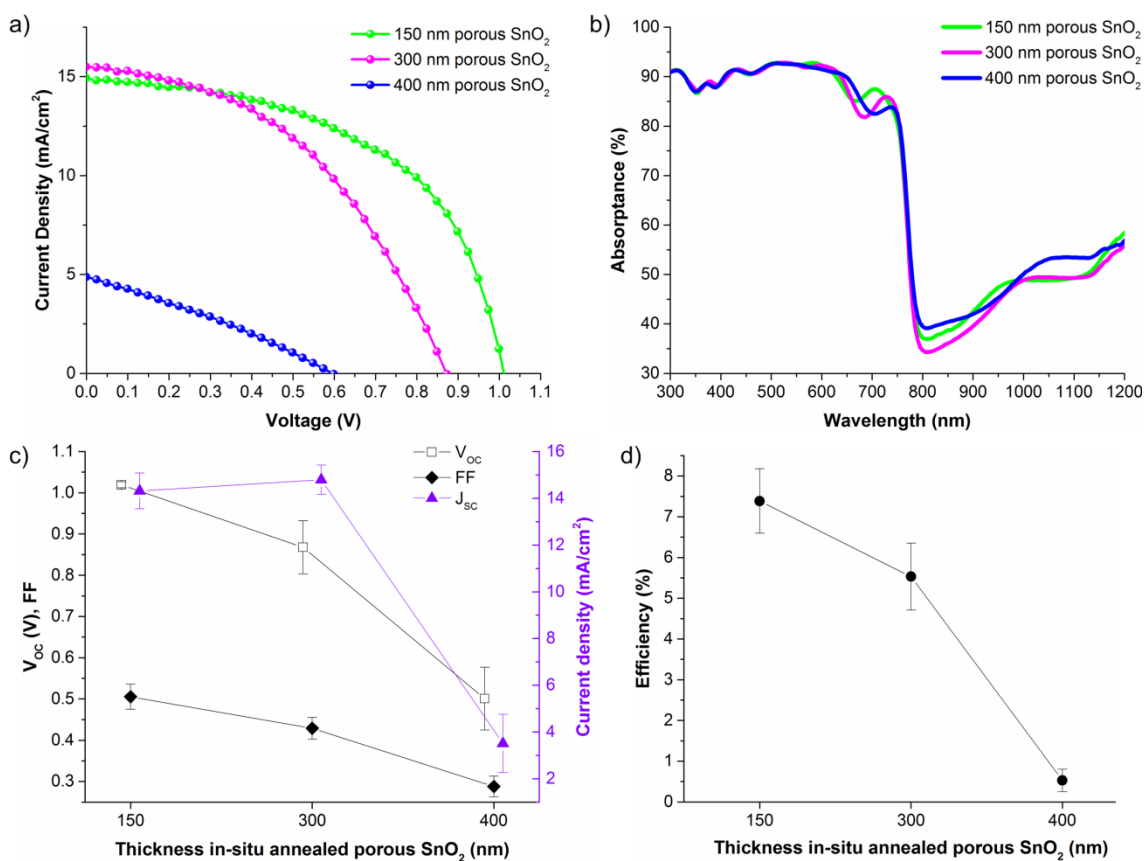 a)
150 nm porous SnO₂
300 nm porous SnO₂
400 nm porous SnO₂
15
10
5
0
Current Density (mA/cm²)
0.0 0.1 0.2 0.3 0.4 0.5 0.6 0.7 0.8 0.9 1.0 1.1
Voltage (V)
b)
150 nm porous SnO₂
300 nm porous SnO₂
400 nm porous SnO₂
100
90
80
70
60
50
40
30
Absorptance (%)
300 400 500 600 700 800 900 1000 1100 1200
Wavelength (nm)
c)
V_OC
FF
J_SC
1.1
1.0
0.9
0.8
0.7
0.6
0.5
0.4
0.3
V_OC (V), FF
16
14
12
10
8
6
4
2
Current density (mA/cm²)
150 300 400
Thickness in-situ annealed porous SnO₂ (nm)
d)
9
8
7
6
5
4
3
2
1
0
Efficiency (%)
150 300 400
Thickness in-situ annealed porous SnO₂ (nm)